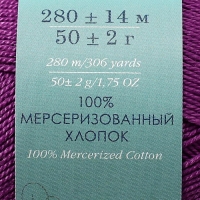 280 ± 14 м
50 ± 2 г
280 m/306 yards
50± 2 g/1,75 OZ
100%
МЕРСЕРИЗОВАННЫЙ
ХЛОПОК
100% Mercerized Cotton